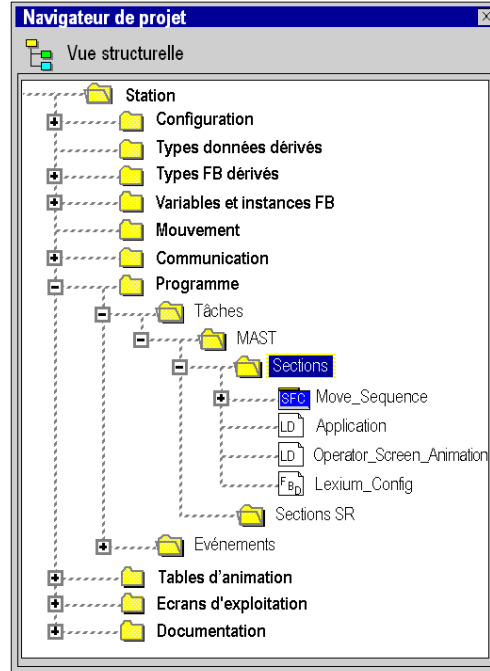 Navigateur de projet
Vue structurelle
Station
Configuration
Types données dérivés
Types FB dérivés
Variables et instances FB
Mouvement
Communication
Programme
Tâches
MAST
Sections
SFC Move_Sequence
LD Application
LD Operator_Screen_Animation
FBD Lexium_Config
Sections SR
Evénements
Tables d'animation
Ecrans d'exploitation
Documentation